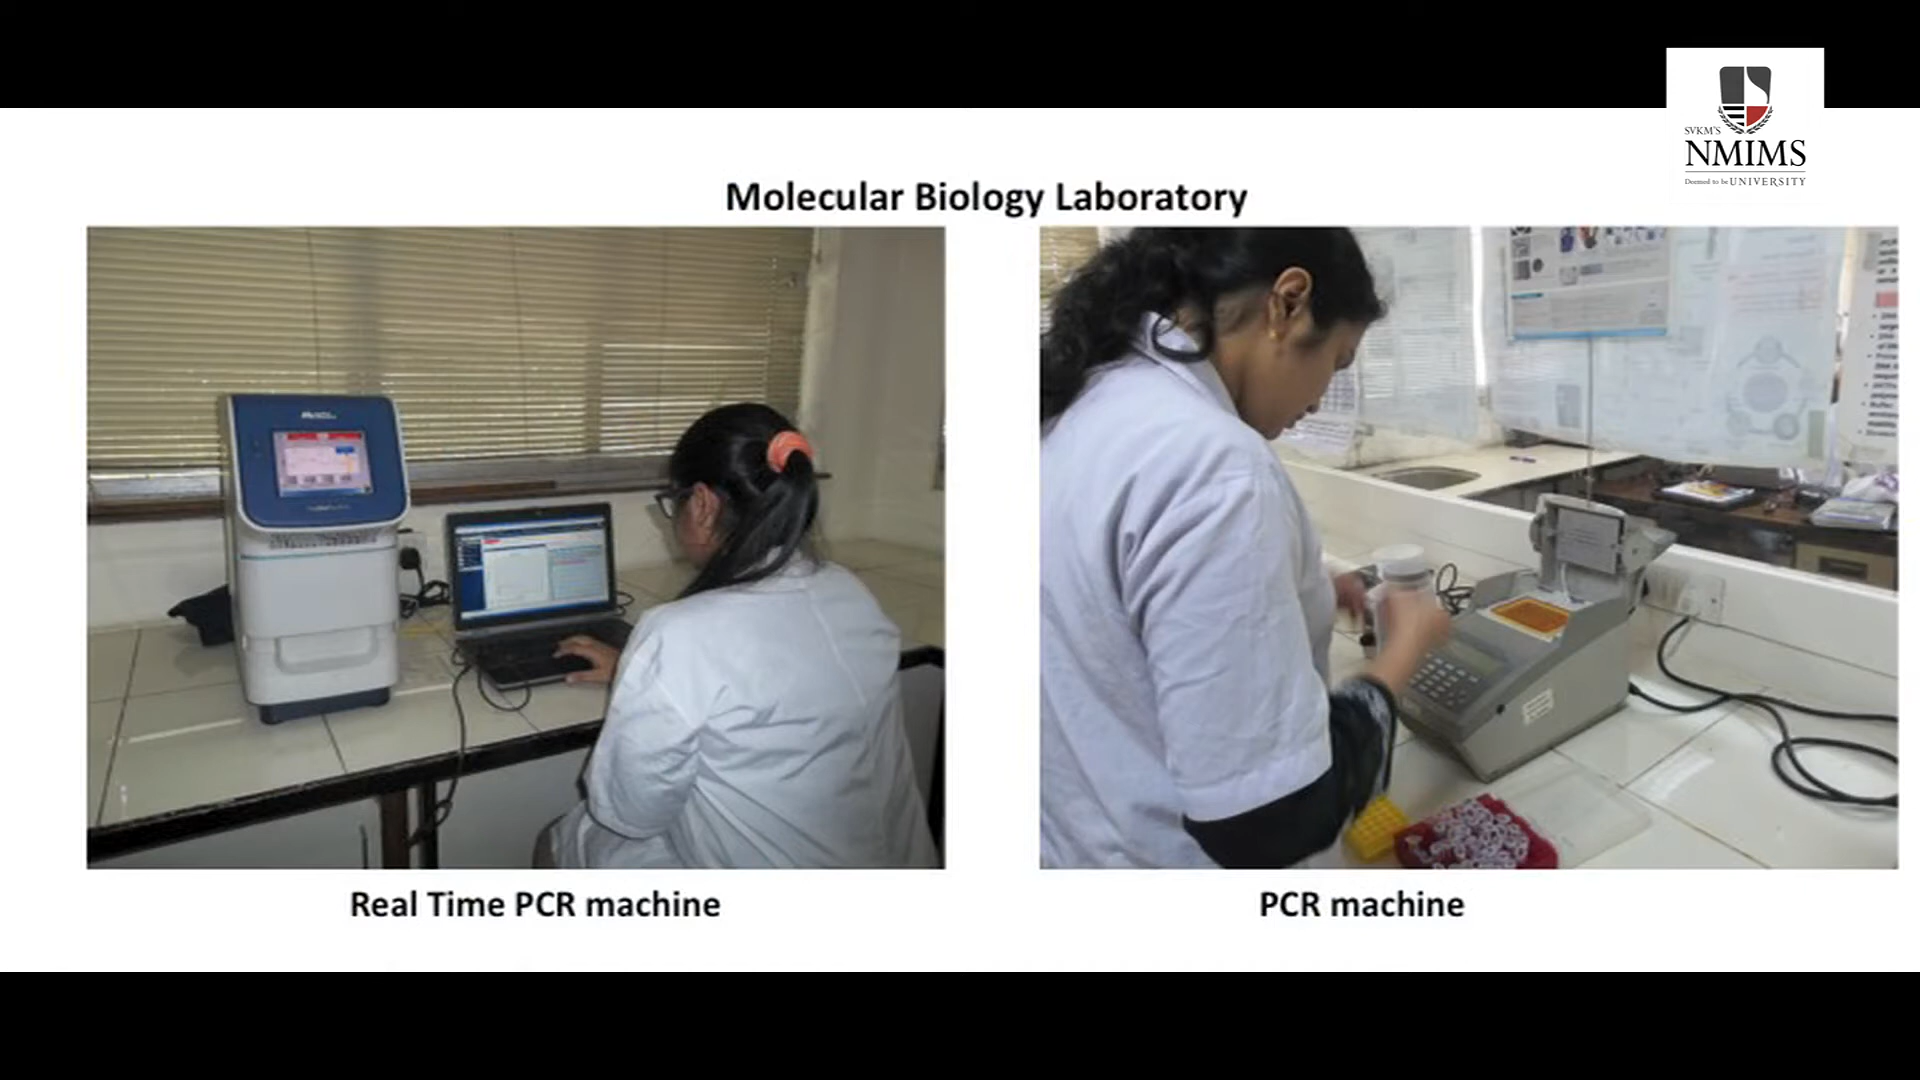 SVKM'S
NMIMS
Deemed to be UNIVERSITY
Molecular Biology Laboratory
Real Time PCR machine
PCR machine